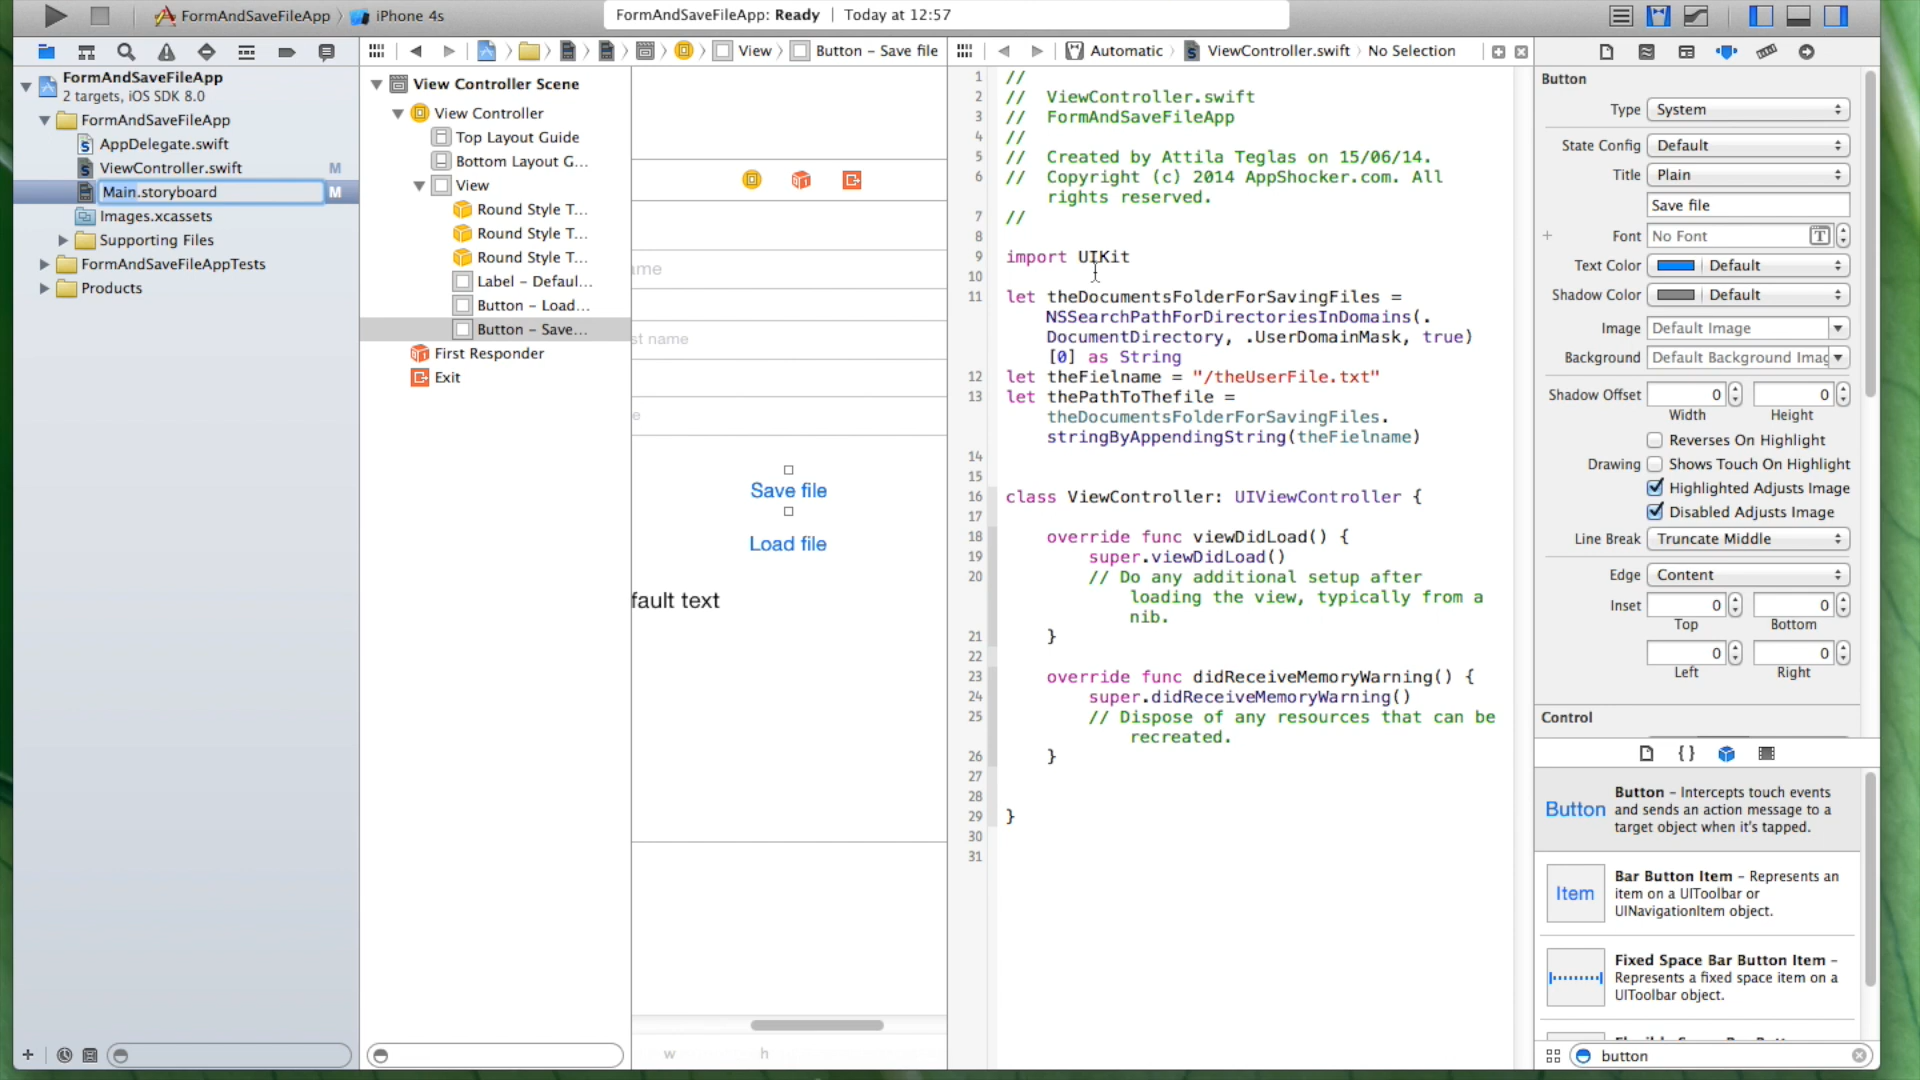 FormAndSaveFileApp
iPhone 4s
FormAndSaveFileApp: Ready
Today at 12:57
View
Button – Save file
Automatic
ViewController.swift
No Selection
FormAndSaveFileApp
2 targets, iOS SDK 8.0
FormAndSaveFileApp
AppDelegate.swift
ViewController.swift
M
Main.storyboard
M
Images.xcassets
Supporting Files
FormAndSaveFileAppTests
Products
View Controller Scene
View Controller
Top Layout Guide
Bottom Layout G...
View
Round Style T...
Round Style T...
Round Style T...
Label – Defaul...
Button – Load...
Button – Save...
First Responder
Exit
me
st name
e
Save file
Load file
fault text
w
h
1 //
2 // ViewController.swift
3 // FormAndSaveFileApp
4 //
5 // Created by Attila Teglas on 15/06/14.
6 // Copyright (c) 2014 AppShocker.com. All
rights reserved.
7 //
8
9 import UIKit
10
11 let theDocumentsFolderForSavingFiles =
NSSearchPathForDirectoriesInDomains(.
DocumentDirectory, .UserDomainMask, true)
[0] as String
12 let theFielname = "/theUserFile.txt"
13 let thePathToThefile =
theDocumentsFolderForSavingFiles.
stringByAppendingString(theFielname)
14
15
16 class ViewController: UIViewController {
17
18 override func viewDidLoad() {
19 super.viewDidLoad()
20 // Do any additional setup after
loading the view, typically from a
nib.
21 }
22
23 override func didReceiveMemoryWarning() {
24 super.didReceiveMemoryWarning()
25 // Dispose of any resources that can be
recreated.
26 }
27
28
29 }
30
31
Button
Type System
State Config Default
Title Plain
Save file
Font No Font T
Text Color Default
Shadow Color Default
Image Default Image
Background Default Background Imag
Shadow Offset 0 0
Width Height
Reverses On Highlight
Drawing Shows Touch On Highlight
Highlighted Adjusts Image
Disabled Adjusts Image
Line Break Truncate Middle
Edge Content
Inset 0 0
Top Bottom
0 0
Left Right
Control
Button
Button – Intercepts touch events
and sends an action message to a
target object when it's tapped.
Item
Bar Button Item – Represents an
item on a UIToolbar or
UINavigationItem object.
Fixed Space Bar Button Item –
Represents a fixed space item on a
UIToolbar object.
button